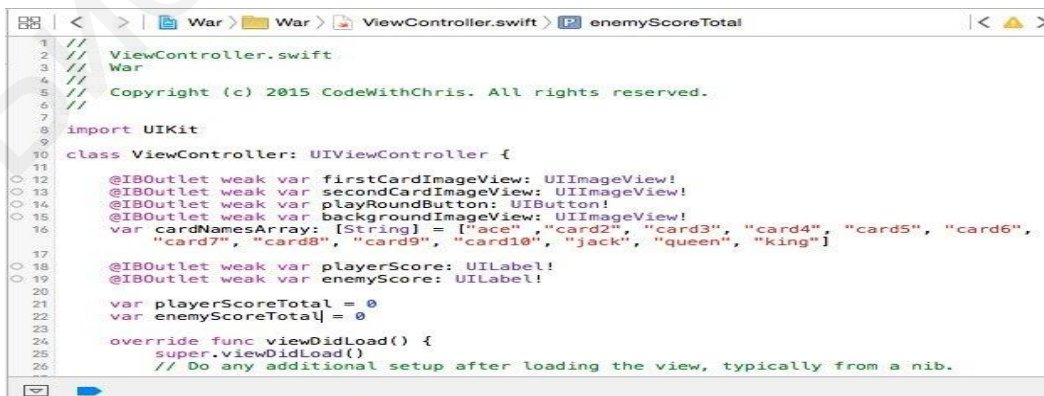 War War ViewController.swift P enemyScoreTotal
1 //
2 // ViewController.swift
3 // War
4 //
5 // Copyright (c) 2015 CodeWithChris. All rights reserved.
6 //
7
8 import UIKit
9
10 class ViewController: UIViewController {
11
12 @IBOutlet weak var firstCardImageView: UIImageView!
13 @IBOutlet weak var secondCardImageView: UIImageView!
14 @IBOutlet weak var playRoundButton: UIButton!
15 @IBOutlet weak var backgroundImageView: UIImageView!
16 var cardNamesArray: [String] = ["ace" ,"card2", "card3", "card4", "card5", "card6",
"card7", "card8", "card9", "card10", "jack", "queen", "king"]
17
18 @IBOutlet weak var playerScore: UILabel!
19 @IBOutlet weak var enemyScore: UILabel!
20
21 var playerScoreTotal = 0
22 var enemyScoreTotal = 0
23
24 override func viewDidLoad() {
25 super.viewDidLoad()
26 // Do any additional setup after loading the view, typically from a nib.